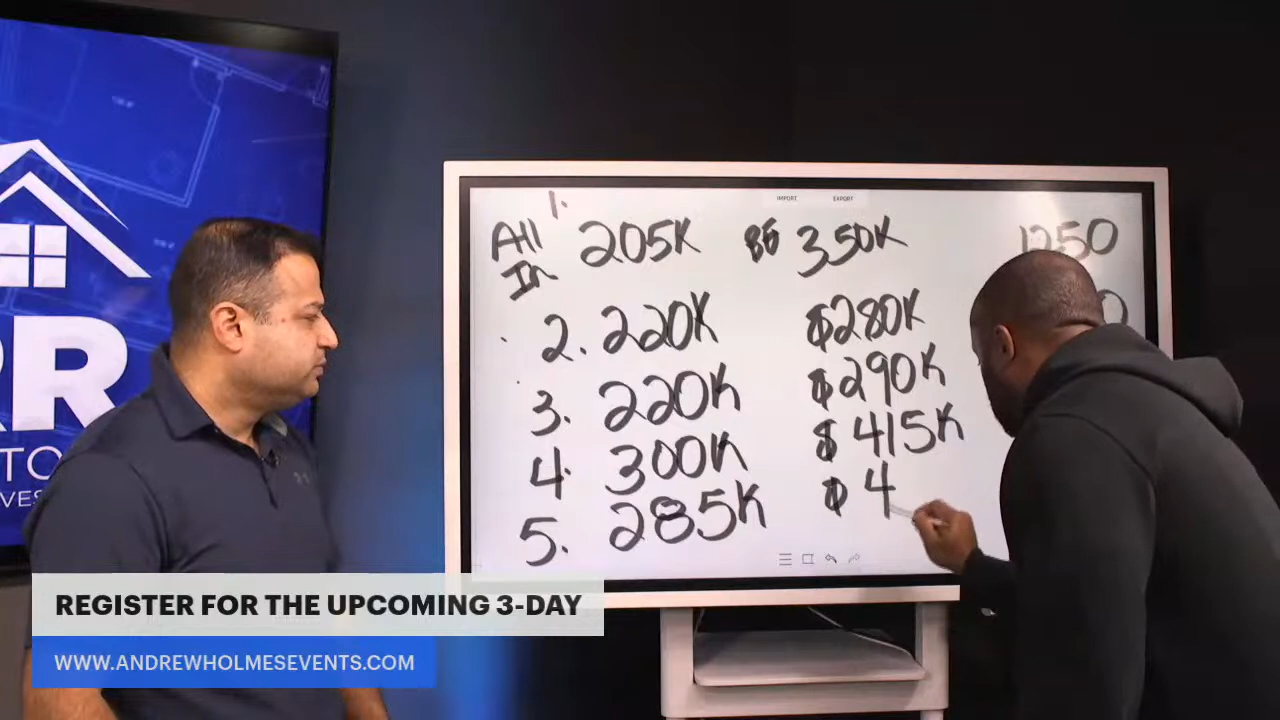 RR
IMPORT EXPORT
All In 1. 205K 350K 1250
2. 220K $280K
3. 220K $290K
4. 300K $415K
5. 285K $4
REGISTER FOR THE UPCOMING 3-DAY
WWW.ANDREWHOLMESEVENTS.COM